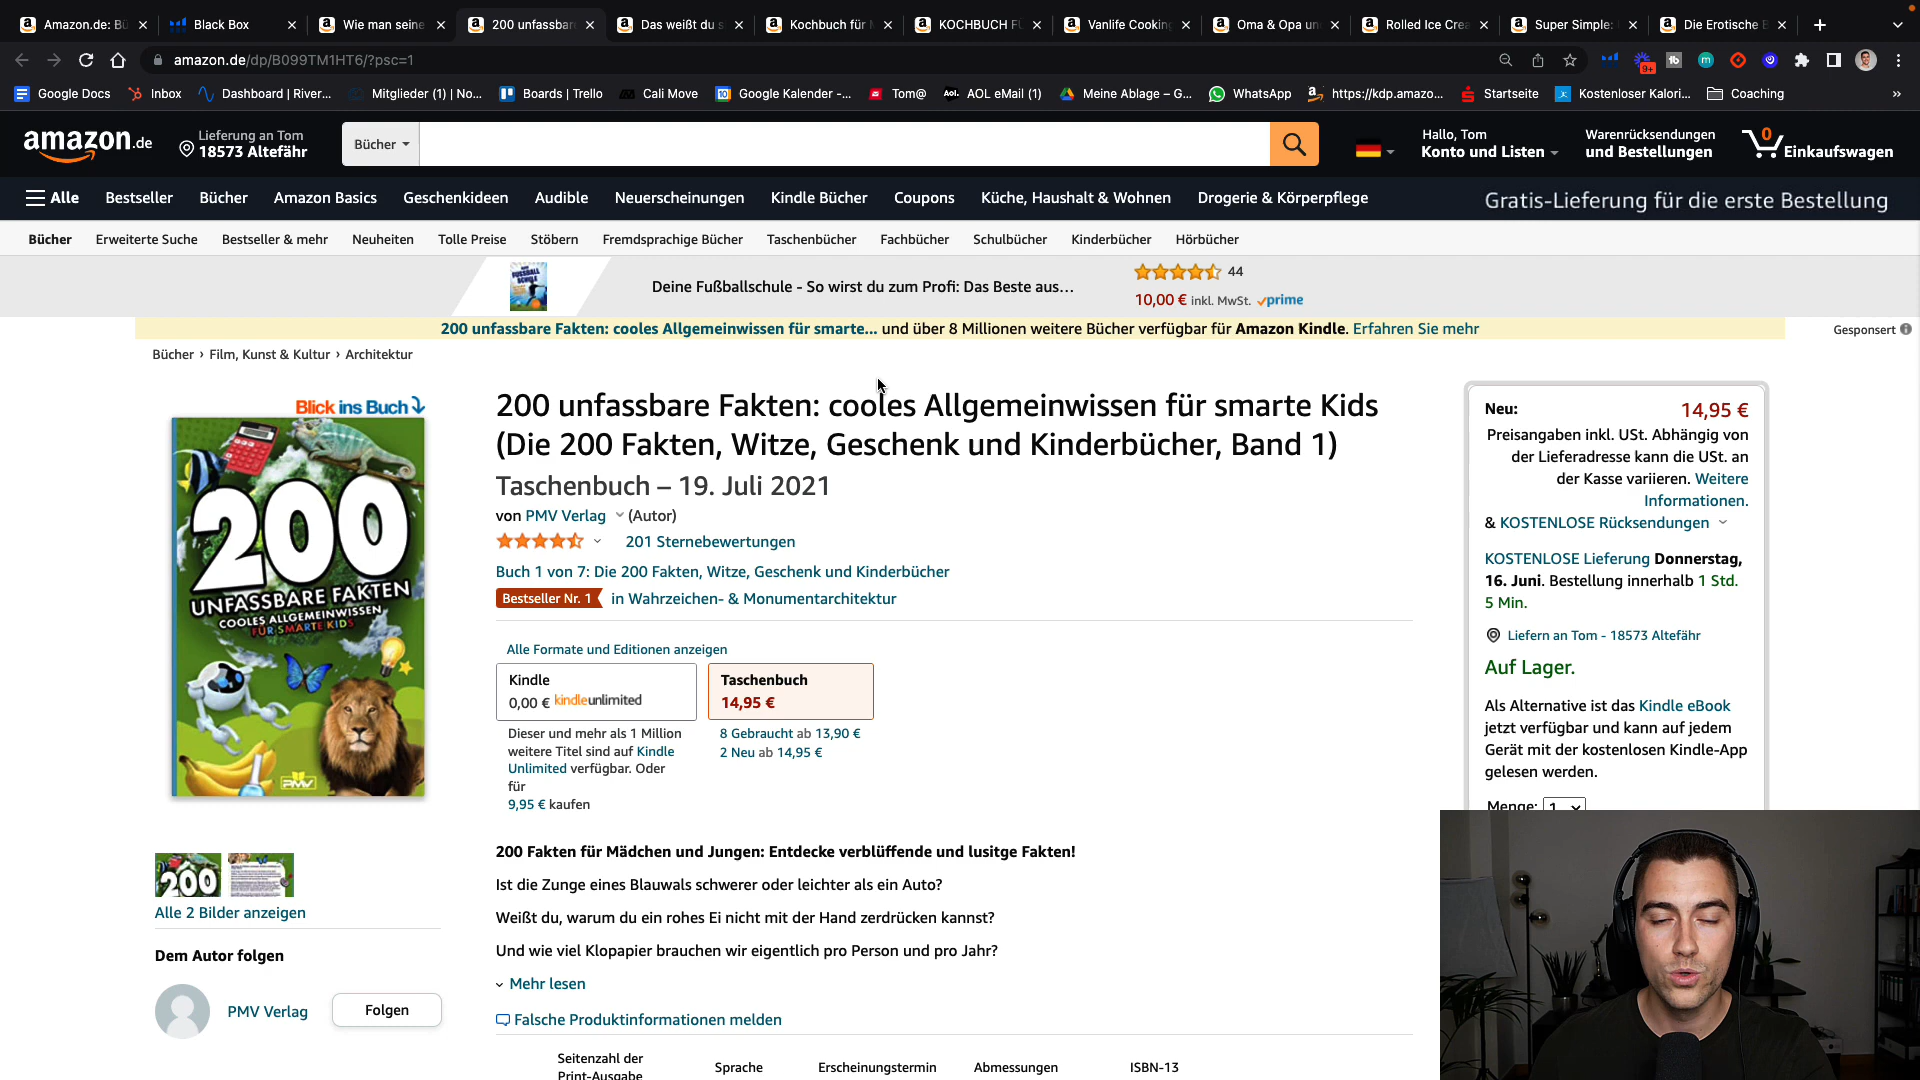 Amazon.de: Bü
Black Box
Wie man seine
200 unfassbar
Das weißt du s
Kochbuch für
KOCHBUCH FÜ
Vanlife Cooking
Oma & Opa un
Rolled Ice Crea
Super Simple:
Die Erotische B
amazon.de/dp/B099TM1HT6/?psc=1
9+
Google Docs
Inbox
Dashboard | River...
Mitglieder (1) | No...
Boards | Trello
Cali Move
Google Kalender -...
Tom@
Aol.
AOL eMail (1)
Meine Ablage – G...
WhatsApp
https://kdp.amazo...
Startseite
Kostenloser Kalori...
Coaching
»
amazon.de
Lieferung an Tom
18573 Altefähr
Bücher
Hallo, Tom
Konto und Listen
Warenrücksendungen
und Bestellungen
0
Einkaufswagen
Alle
Bestseller
Bücher
Amazon Basics
Geschenkideen
Audible
Neuerscheinungen
Kindle Bücher
Coupons
Küche, Haushalt & Wohnen
Drogerie & Körperpflege
Gratis-Lieferung für die erste Bestellung
Bücher
Erweiterte Suche
Bestseller & mehr
Neuheiten
Tolle Preise
Stöbern
Fremdsprachige Bücher
Taschenbücher
Fachbücher
Schulbücher
Kinderbücher
Hörbücher
FUSSBALL
SCHULE
Deine Fußballschule - So wirst du zum Profi: Das Beste aus…
44
10,00 € inkl. MwSt. prime
200 unfassbare Fakten: cooles Allgemeinwissen für smarte... und über 8 Millionen weitere Bücher verfügbar für Amazon Kindle. Erfahren Sie mehr
Gesponsert
Bücher › Film, Kunst & Kultur › Architektur
Blick ins Buch
200
UNFASSBARE FAKTEN
COOLES ALLGEMEINWISSEN
FÜR SMARTE KIDS
PMV
200
Alle 2 Bilder anzeigen
Dem Autor folgen
PMV Verlag
Folgen
200 unfassbare Fakten: cooles Allgemeinwissen für smarte Kids
(Die 200 Fakten, Witze, Geschenk und Kinderbücher, Band 1)
Taschenbuch – 19. Juli 2021
von PMV Verlag (Autor)
201 Sternebewertungen
Buch 1 von 7: Die 200 Fakten, Witze, Geschenk und Kinderbücher
Bestseller Nr. 1 in Wahrzeichen- & Monumentarchitektur
Alle Formate und Editionen anzeigen
Kindle
0,00 € kindleunlimited
Dieser und mehr als 1 Million
weitere Titel sind auf Kindle
Unlimited verfügbar. Oder
für
9,95 € kaufen
Taschenbuch
14,95 €
8 Gebraucht ab 13,90 €
2 Neu ab 14,95 €
200 Fakten für Mädchen und Jungen: Entdecke verblüffende und lusitge Fakten!
Ist die Zunge eines Blauwals schwerer oder leichter als ein Auto?
Weißt du, warum du ein rohes Ei nicht mit der Hand zerdrücken kannst?
Und wie viel Klopapier brauchen wir eigentlich pro Person und pro Jahr?
Mehr lesen
Falsche Produktinformationen melden
Seitenzahl der
Print-Ausgabe
Sprache
Erscheinungstermin
Abmessungen
ISBN-13
Neu:
14,95 €
Preisangaben inkl. USt. Abhängig von
der Lieferadresse kann die USt. an
der Kasse variieren. Weitere
Informationen.
& KOSTENLOSE Rücksendungen
KOSTENLOSE Lieferung Donnerstag,
16. Juni. Bestellung innerhalb 1 Std.
5 Min.
Liefern an Tom - 18573 Altefähr
Auf Lager.
Als Alternative ist das Kindle eBook
jetzt verfügbar und kann auf jedem
Gerät mit der kostenlosen Kindle-App
gelesen werden.
Menge: 1